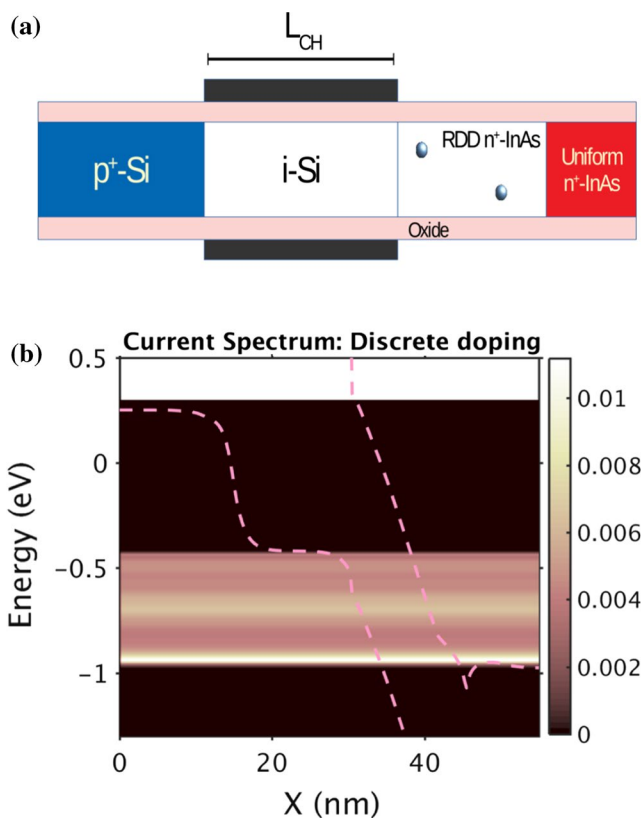 (a)
L_CH
p⁺-Si
i-Si
RDD n⁺-InAs
Uniform
n⁺-InAs
Oxide
(b)
Current Spectrum: Discrete doping
0.5
0
−0.5
−1
Energy (eV)
0
20
40
X (nm)
0.01
0.008
0.006
0.004
0.002
0